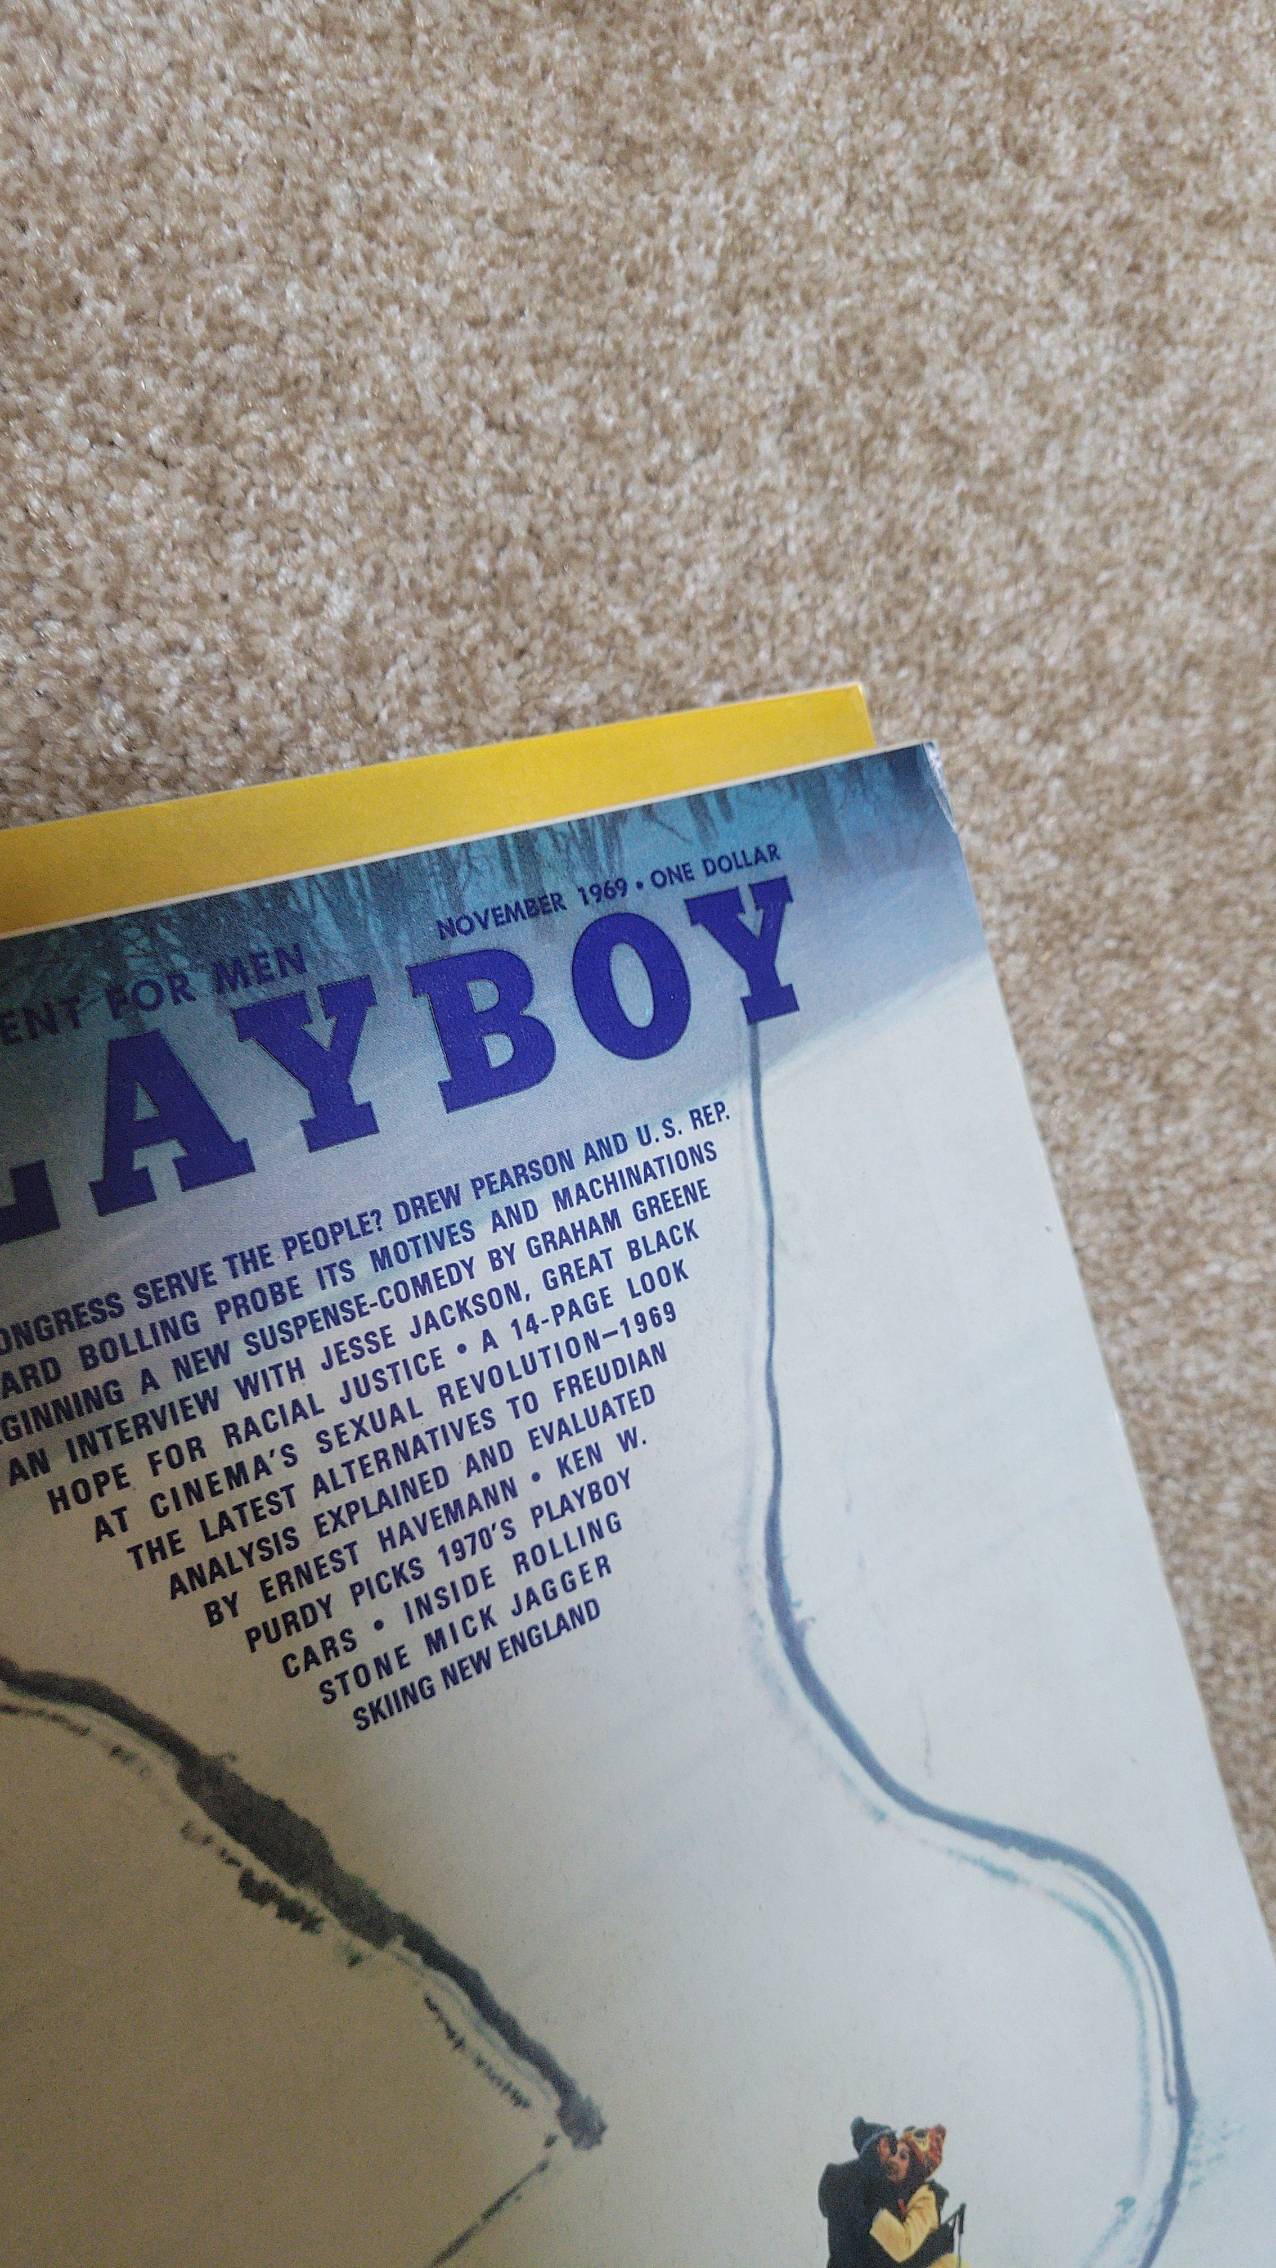 NOVEMBER 1969 • ONE DOLLAR
ENT FOR MEN
LAYBOY
ONGRESS SERVE THE PEOPLE? DREW PEARSON AND U.S. REP.
ARD BOLLING PROBE ITS MOTIVES AND MACHINATIONS
GINNING A NEW SUSPENSE-COMEDY BY GRAHAM GREENE
AN INTERVIEW WITH JESSE JACKSON, GREAT BLACK
HOPE FOR RACIAL JUSTICE • A 14-PAGE LOOK
AT CINEMA'S SEXUAL REVOLUTION—1969
THE LATEST ALTERNATIVES TO FREUDIAN
ANALYSIS EXPLAINED AND EVALUATED
BY ERNEST HAVEMANN • KEN W.
PURDY PICKS 1970'S PLAYBOY
CARS • INSIDE ROLLING
STONE MICK JAGGER
SKIING NEW ENGLAND